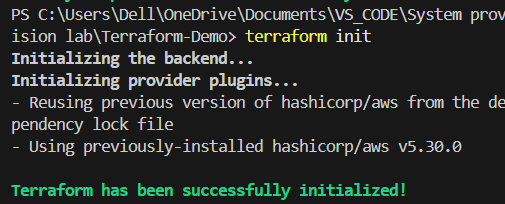 PS C:\Users\Dell\OneDrive\Documents\VS_CODE\System prov
ision lab\Terraform-Demo> terraform init
Initializing the backend...
Initializing provider plugins...
- Reusing previous version of hashicorp/aws from the de
pendency lock file
- Using previously-installed hashicorp/aws v5.30.0
Terraform has been successfully initialized!